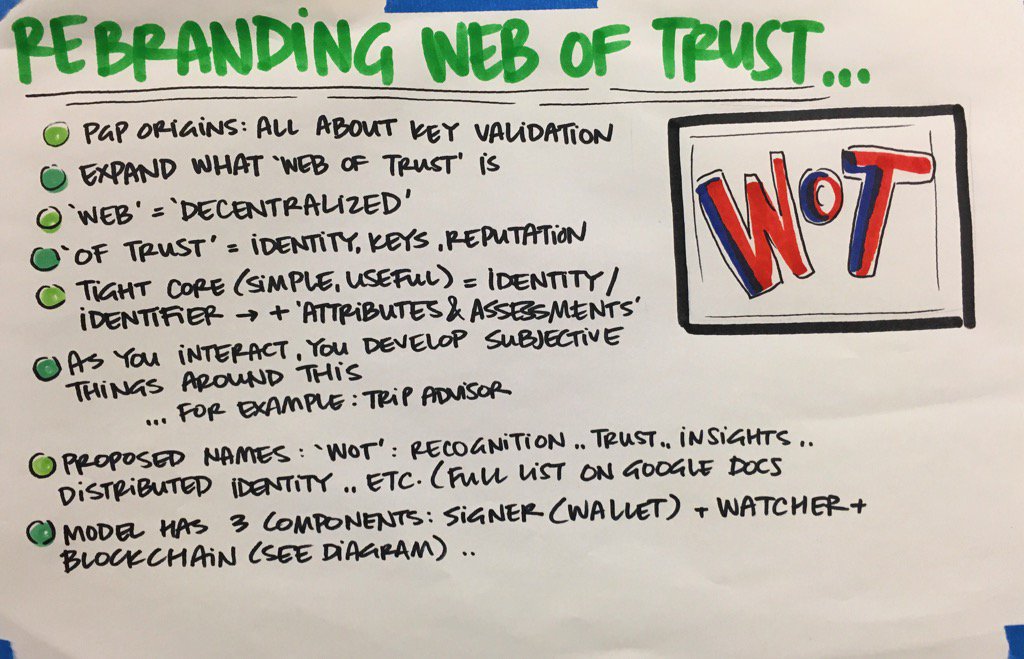 REBRANDING WEB OF TRUST...
PGP ORIGINS: ALL ABOUT KEY VALIDATION
EXPAND WHAT 'WEB OF TRUST' IS
'WEB' = 'DECENTRALIZED'
'OF TRUST' = IDENTITY, KEYS, REPUTATION
TIGHT CORE (SIMPLE, USEFUL) = IDENTITY/
IDENTIFIER → + 'ATTRIBUTES & ASSESSMENTS'
AS YOU INTERACT, YOU DEVELOP SUBJECTIVE
THINGS AROUND THIS
... FOR EXAMPLE: TRIP ADVISOR
PROPOSED NAMES: 'WOT': RECOGNITION.. TRUST.. INSIGHTS..
DISTRIBUTED IDENTITY.. ETC. (FULL LIST ON GOOGLE DOCS
MODEL HAS 3 COMPONENTS: SIGNER (WALLET) + WATCHER +
BLOCKCHAIN (SEE DIAGRAM)..
WOT